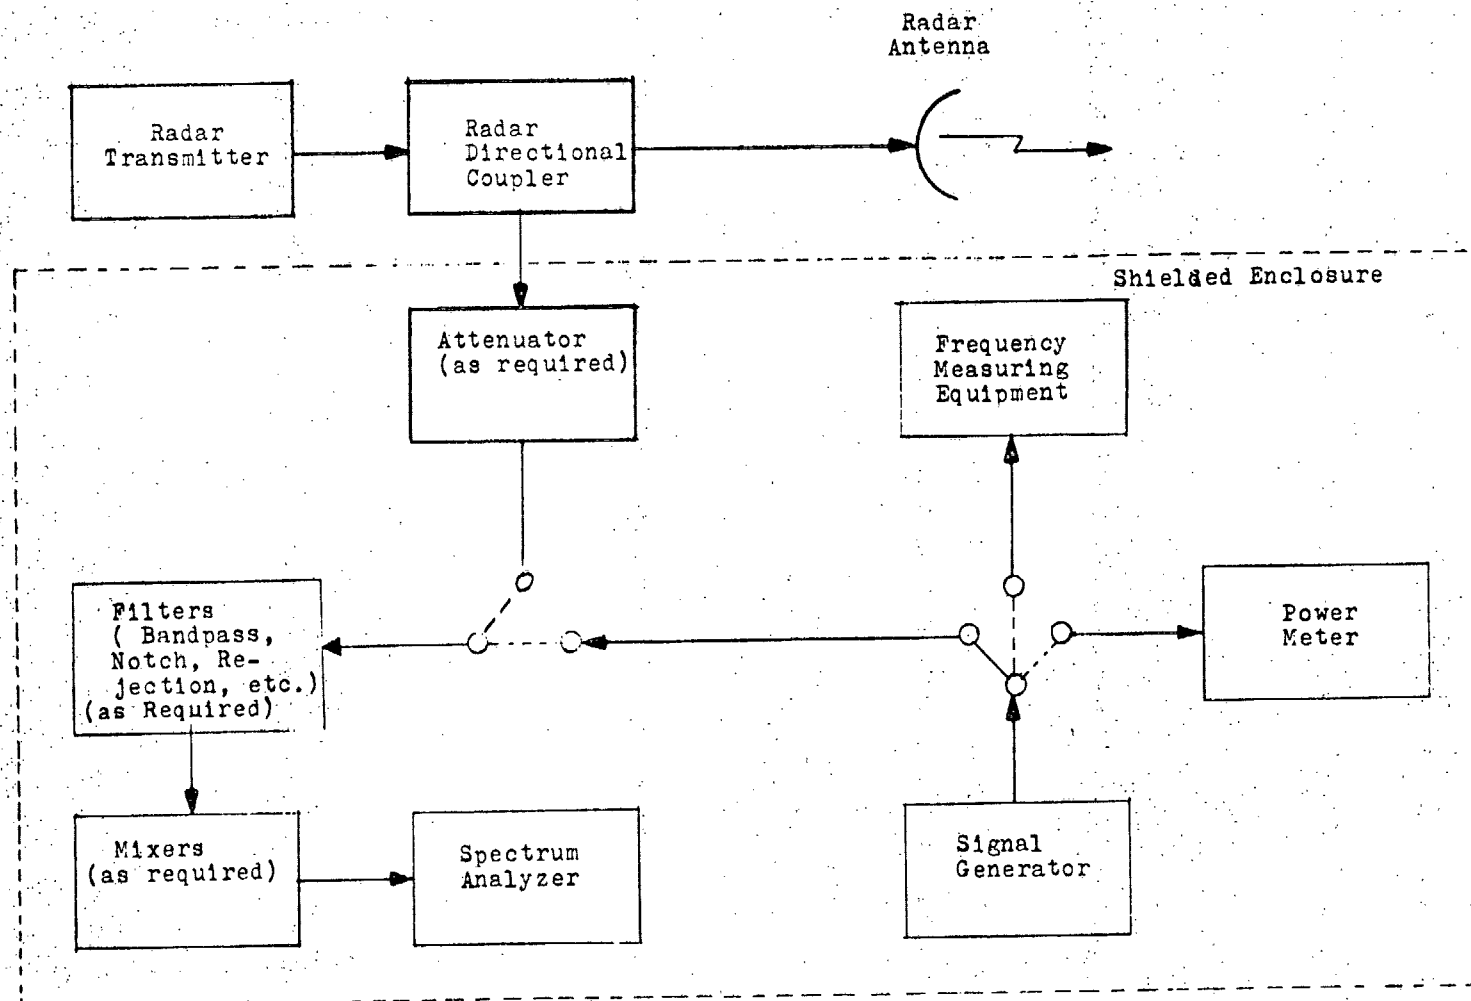 Radar
Antenna
Radar
Transmitter
Radar
Directional
Coupler
Shielded Enclosure
Attenuator
(as required)
Frequency
Measuring
Equipment
Filters
( Bandpass,
Notch, Re-
jection, etc.)
(as Required)
Power
Meter
Mixers
(as required)
Spectrum
Analyzer
Signal
Generator